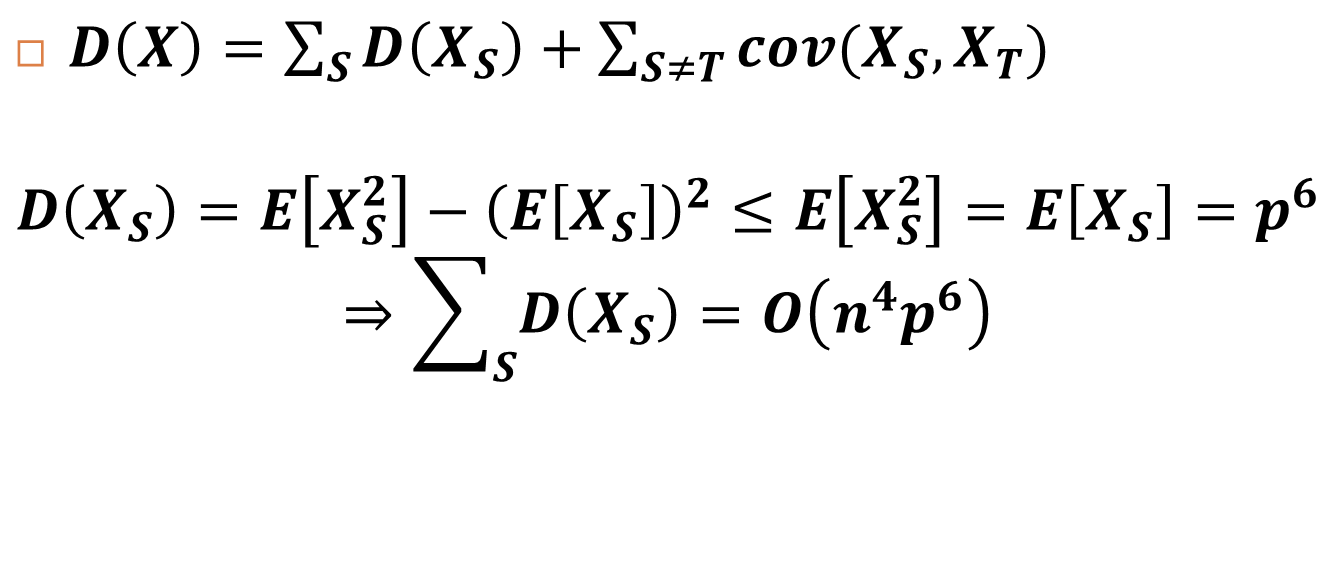 □ D(X) = ∑_S D(X_S) + ∑_{S≠T} cov(X_S, X_T)
D(X_S) = E[X_S^2] − (E[X_S])^2 ≤ E[X_S^2] = E[X_S] = p^6
⇒ ∑_S D(X_S) = O(n^4 p^6)